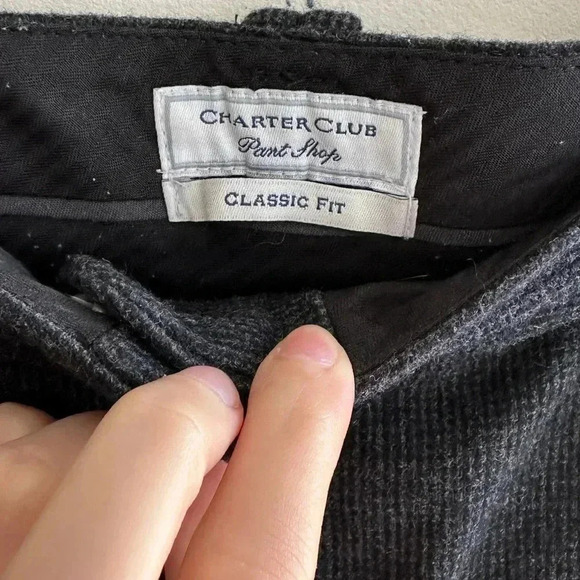 CHARTER CLUB
Pant Shop
CLASSIC FIT